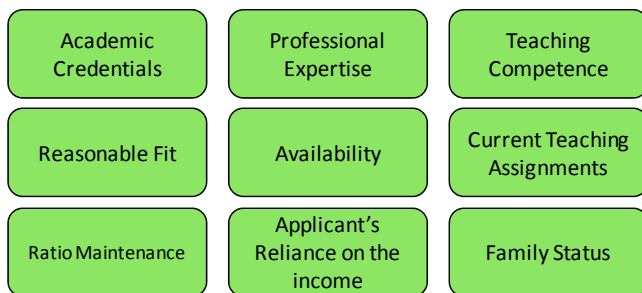 Academic
Credentials
Professional
Expertise
Teaching
Competence
Reasonable Fit
Availability
Current Teaching
Assignments
Ratio Maintenance
Applicant’s
Reliance on the
income
Family Status